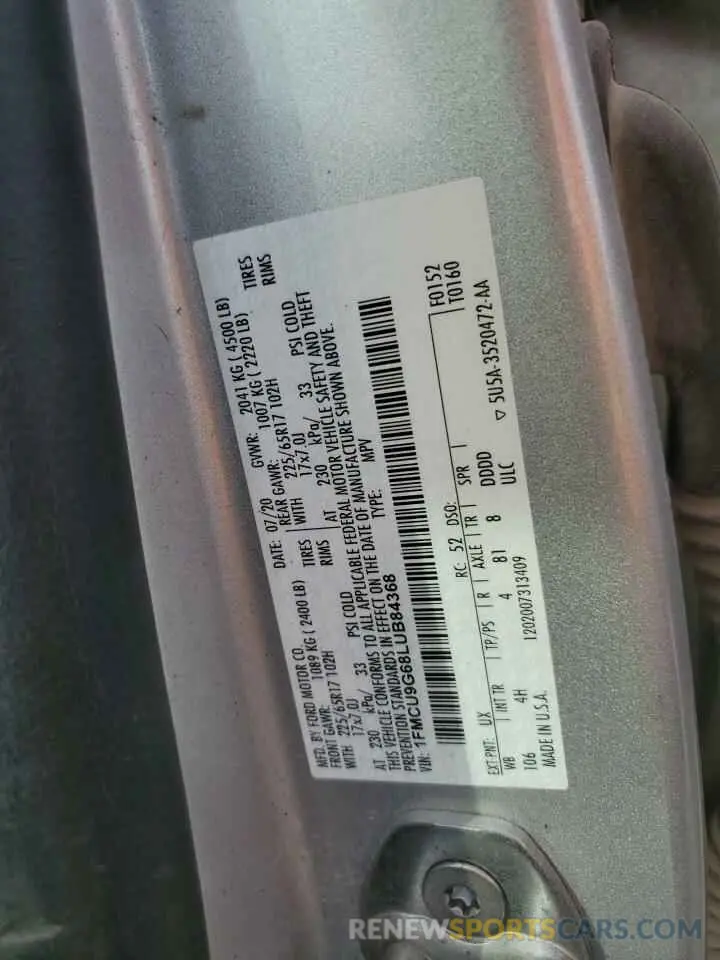 MFD. BY FORD MOTOR CO. DATE: 07/20 GVWR: 2041 KG ( 4500 LB)
FRONT GAWR: 1089 KG ( 2400 LB) REAR GAWR: 1007 KG ( 2220 LB)
WITH 225/65R17 102H TIRES WITH 225/65R17 102H TIRES
17x7.0J RIMS 17x7.0J RIMS
AT 230 kPa/ 33 PSI COLD AT 230 kPa/ 33 PSI COLD
THIS VEHICLE CONFORMS TO ALL APPLICABLE FEDERAL MOTOR VEHICLE SAFETY AND THEFT
PREVENTION STANDARDS IN EFFECT ON THE DATE OF MANUFACTURE SHOWN ABOVE.
VIN: 1FMCU9G68LUB84368 TYPE: MPV
F0152
T0160
EXT PNT: UX RC: 52 DSO:
WB INT TR TP/PS R AXLE TR SPR
106 4H 4 81 8 DDDD
MADE IN U.S.A. 1202007313409 ULC
▽ 5U5A-3520472-AA
RENEWSPORTSCARS.COM